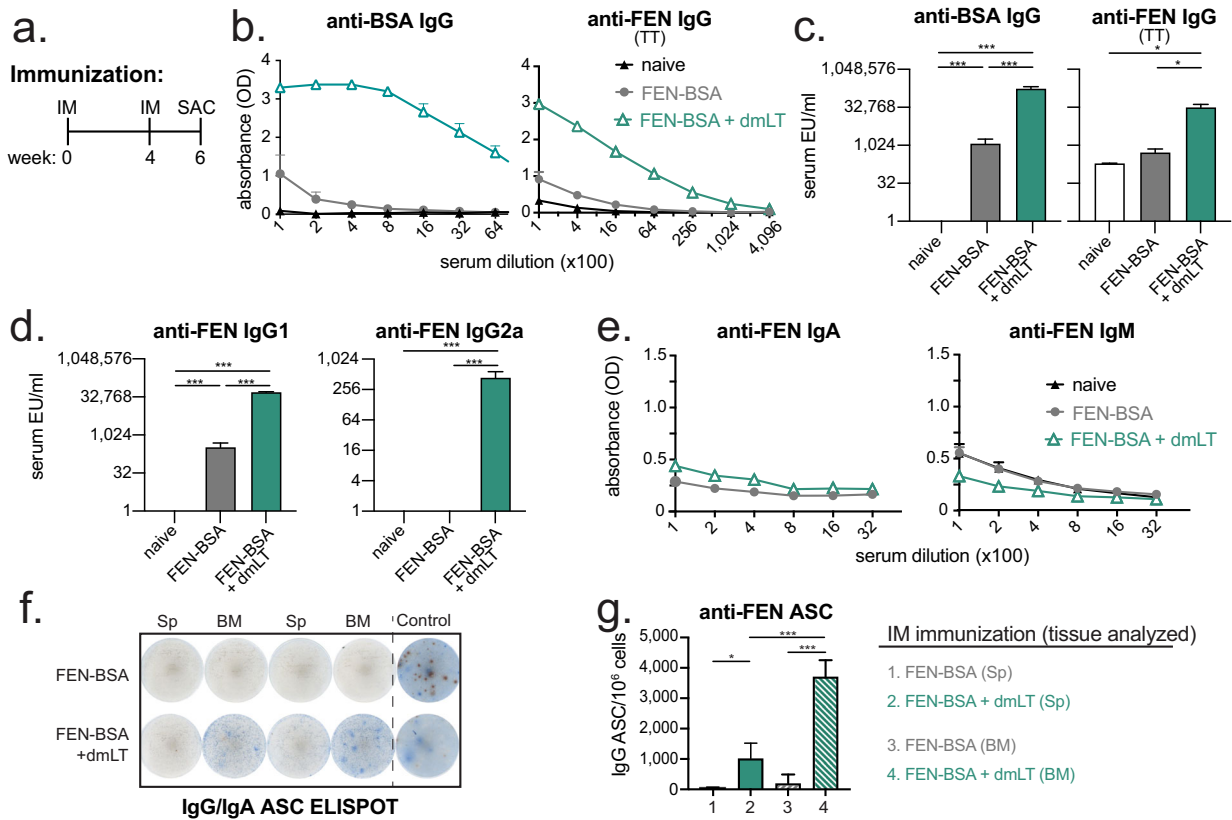 a.
Immunization:
IM IM SAC
week: 0 4 6
b.
anti-BSA IgG
absorbance (OD)
4
3
2
1
0
1 2 4 8 16 32 64
anti-FEN IgG
(TT)
naive
FEN-BSA
FEN-BSA + dmLT
4
3
2
1
0
1 4 16 64 256 1,024 4,096
serum dilution (x100)
c.
anti-BSA IgG
*** *** ***
serum EU/ml
1,048,576
32,768
1,024
32
1
naive FEN-BSA FEN-BSA + dmLT
anti-FEN IgG
(TT)
* *
naive FEN-BSA FEN-BSA + dmLT
d.
anti-FEN IgG1
*** *** ***
serum EU/ml
1,048,576
32,768
1,024
32
1
naive FEN-BSA FEN-BSA + dmLT
anti-FEN IgG2a
*** ***
1,024
256
64
16
4
1
naive FEN-BSA FEN-BSA + dmLT
e.
anti-FEN IgA
absorbance (OD)
1.5
1.0
0.5
0
1 2 4 8 16 32
anti-FEN IgM
naive
FEN-BSA
FEN-BSA + dmLT
1.5
1.0
0.5
0
1 2 4 8 16 32
serum dilution (x100)
f.
Sp BM Sp BM Control
FEN-BSA
FEN-BSA
+dmLT
IgG/IgA ASC ELISPOT
g.
anti-FEN ASC
* *** ***
IgG ASC/10⁶ cells
5,000
4,000
3,000
2,000
1,000
0
1 2 3 4
IM immunization (tissue analyzed)
1. FEN-BSA (Sp)
2. FEN-BSA + dmLT (Sp)
3. FEN-BSA (BM)
4. FEN-BSA + dmLT (BM)